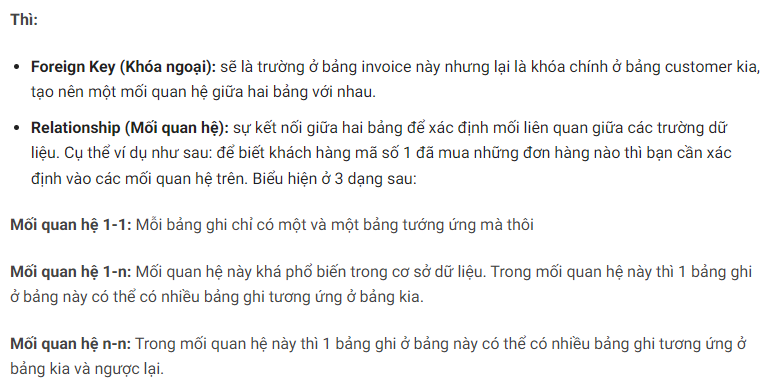 Thì:
Foreign Key (Khóa ngoại): sẽ là trường ở bảng invoice này nhưng lại là khóa chính ở bảng customer kia,
tạo nên một mối quan hệ giữa hai bảng với nhau.
Relationship (Mối quan hệ): sự kết nối giữa hai bảng để xác định mối liên quan giữa các trường dữ
liệu. Cụ thể ví dụ như sau: để biết khách hàng mã số 1 đã mua những đơn hàng nào thì bạn cần xác
định vào các mối quan hệ trên. Biểu hiện ở 3 dạng sau:
Mối quan hệ 1-1: Mỗi bảng ghi chỉ có một và một bảng tướng ứng mà thôi
Mối quan hệ 1-n: Mối quan hệ này khá phổ biến trong cơ sở dữ liệu. Trong mối quan hệ này thì 1 bảng ghi
ở bảng này có thể có nhiều bảng ghi tương ứng ở bảng kia.
Mối quan hệ n-n: Trong mối quan hệ này thì 1 bảng ghi ở bảng này có thể có nhiều bảng ghi tương ứng ở
bảng kia và ngược lại.